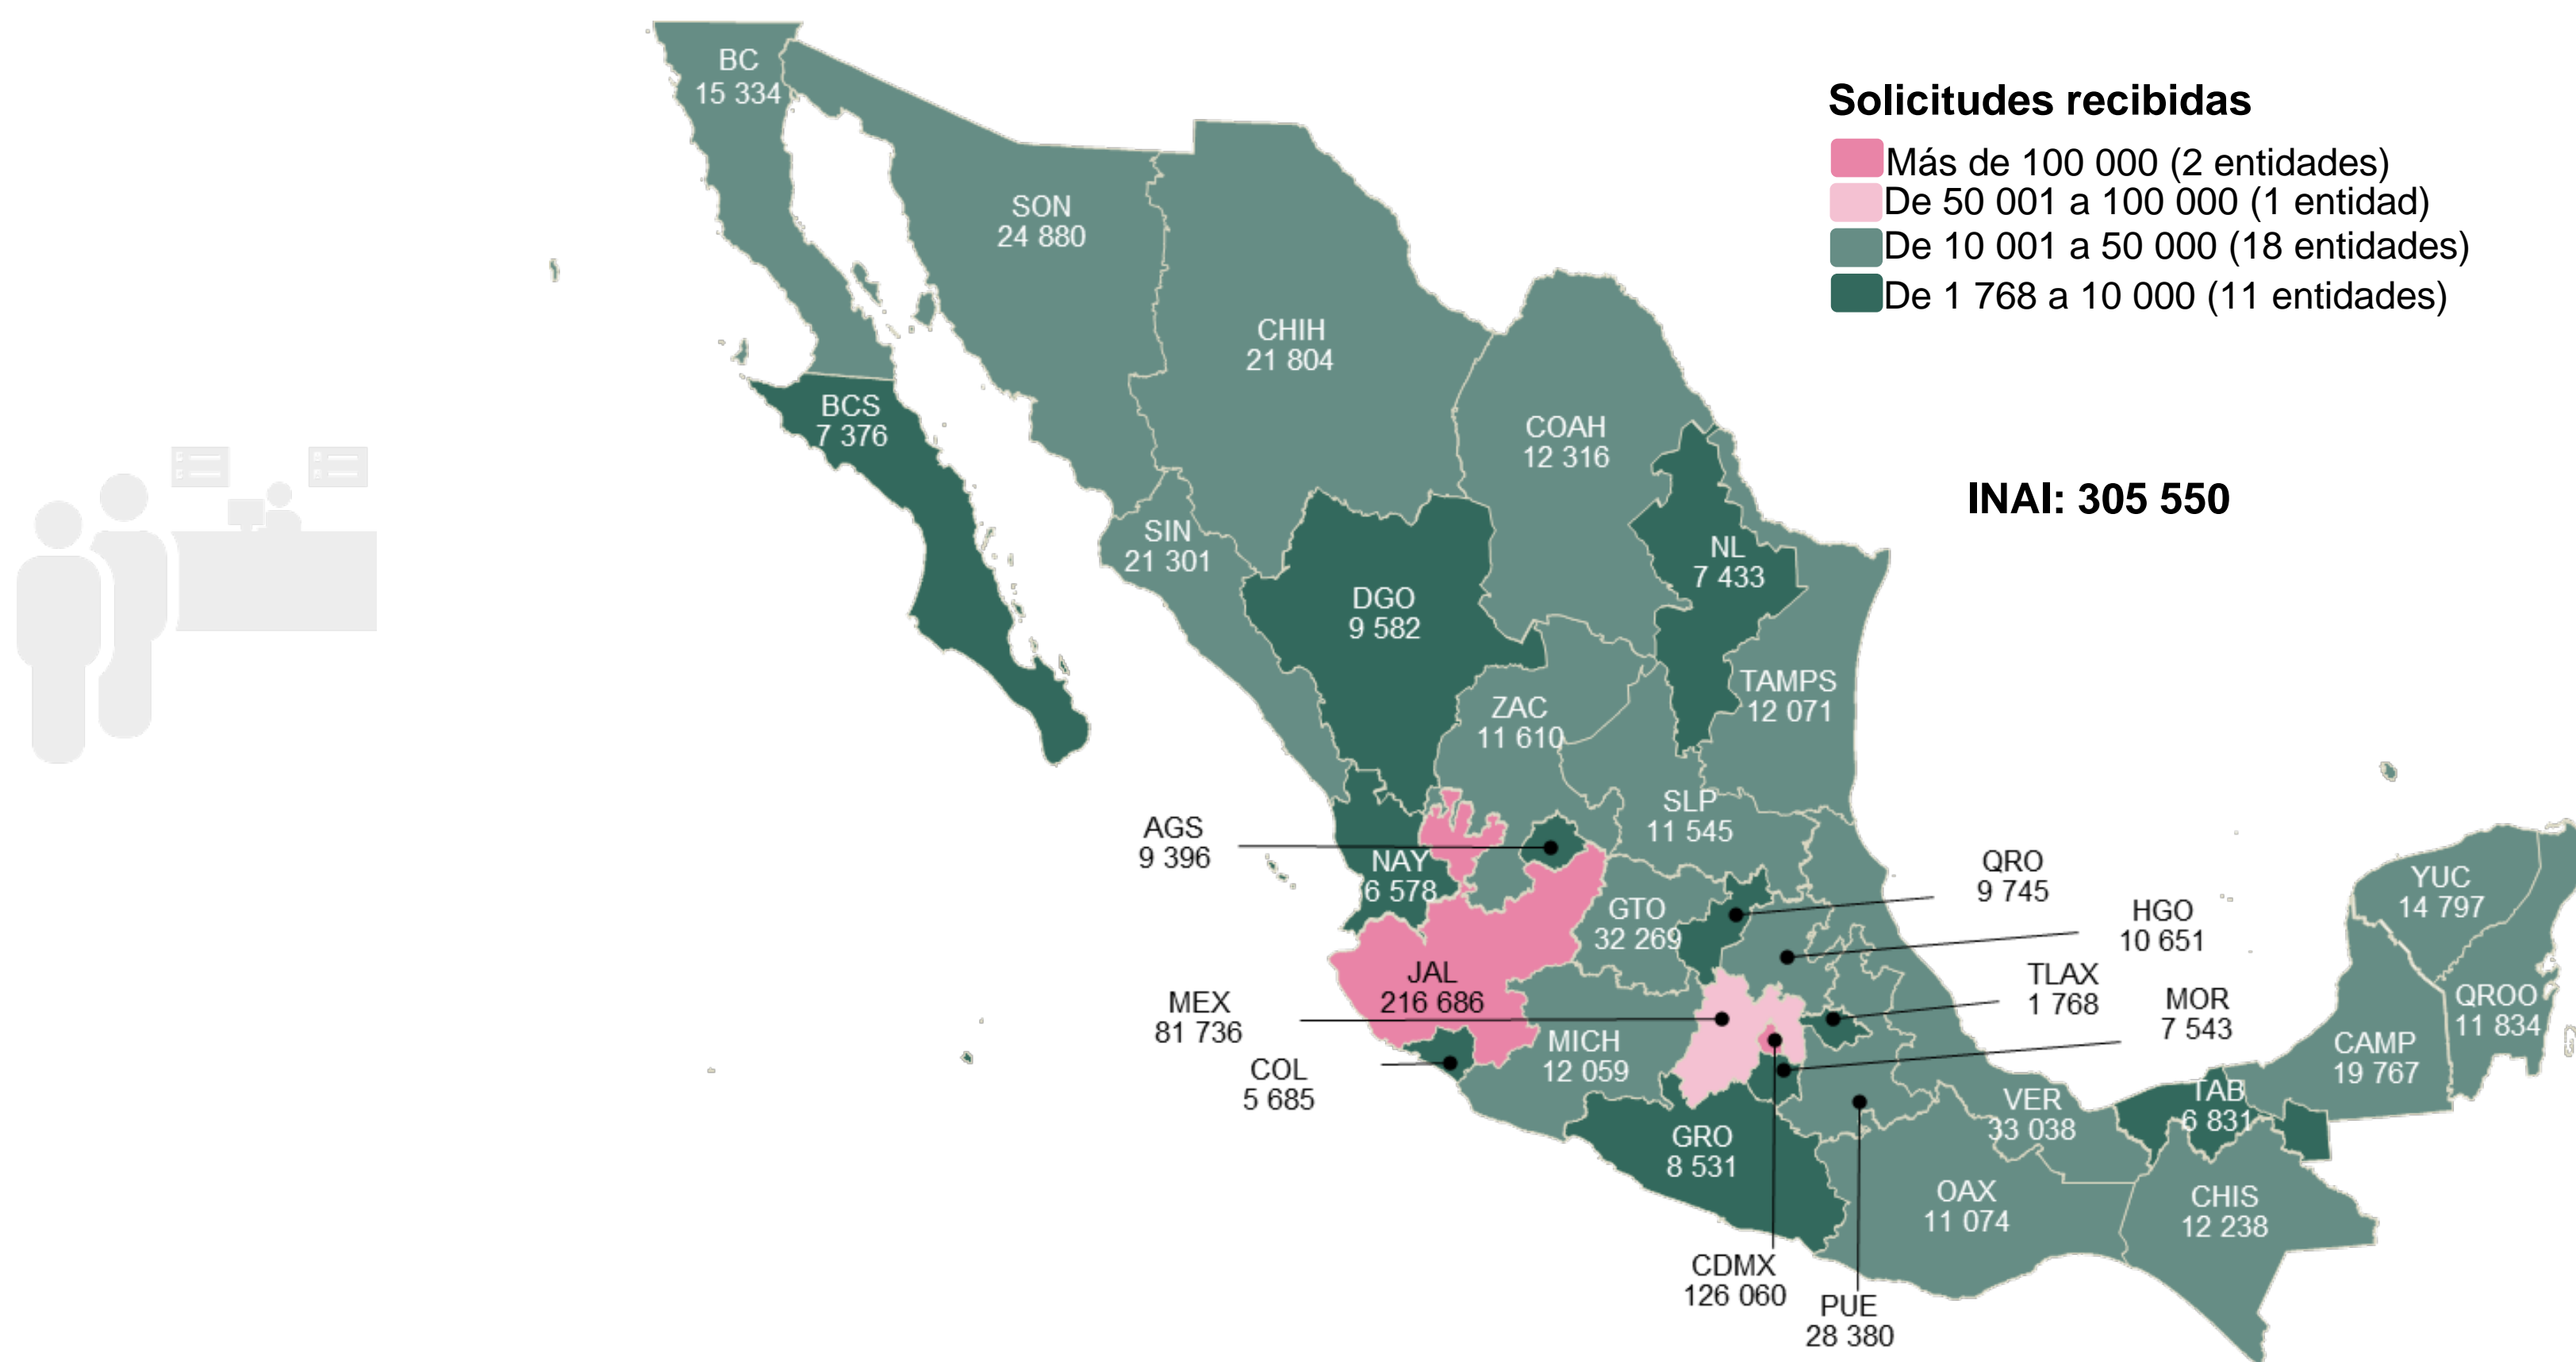 BC
15 334
Solicitudes recibidas
Más de 100 000 (2 entidades)
De 50 001 a 100 000 (1 entidad)
De 10 001 a 50 000 (18 entidades)
De 1 768 a 10 000 (11 entidades)
SON
24 880
CHIH
21 804
BCS
7 376
COAH
12 316
INAI: 305 550
SIN
21 301
NL
7 433
DGO
9 582
TAMPS
12 071
ZAC
11 610
SLP
11 545
AGS
9 396
NAY
6 578
QRO
9 745
YUC
14 797
GTO
32 269
HGO
10 651
JAL
216 686
TLAX
1 768
MOR
7 543
QROO
11 834
MEX
81 736
MICH
12 059
CAMP
19 767
COL
5 685
TAB
6 831
VER
33 038
GRO
8 531
OAX
11 074
CHIS
12 238
CDMX
126 060
PUE
28 380